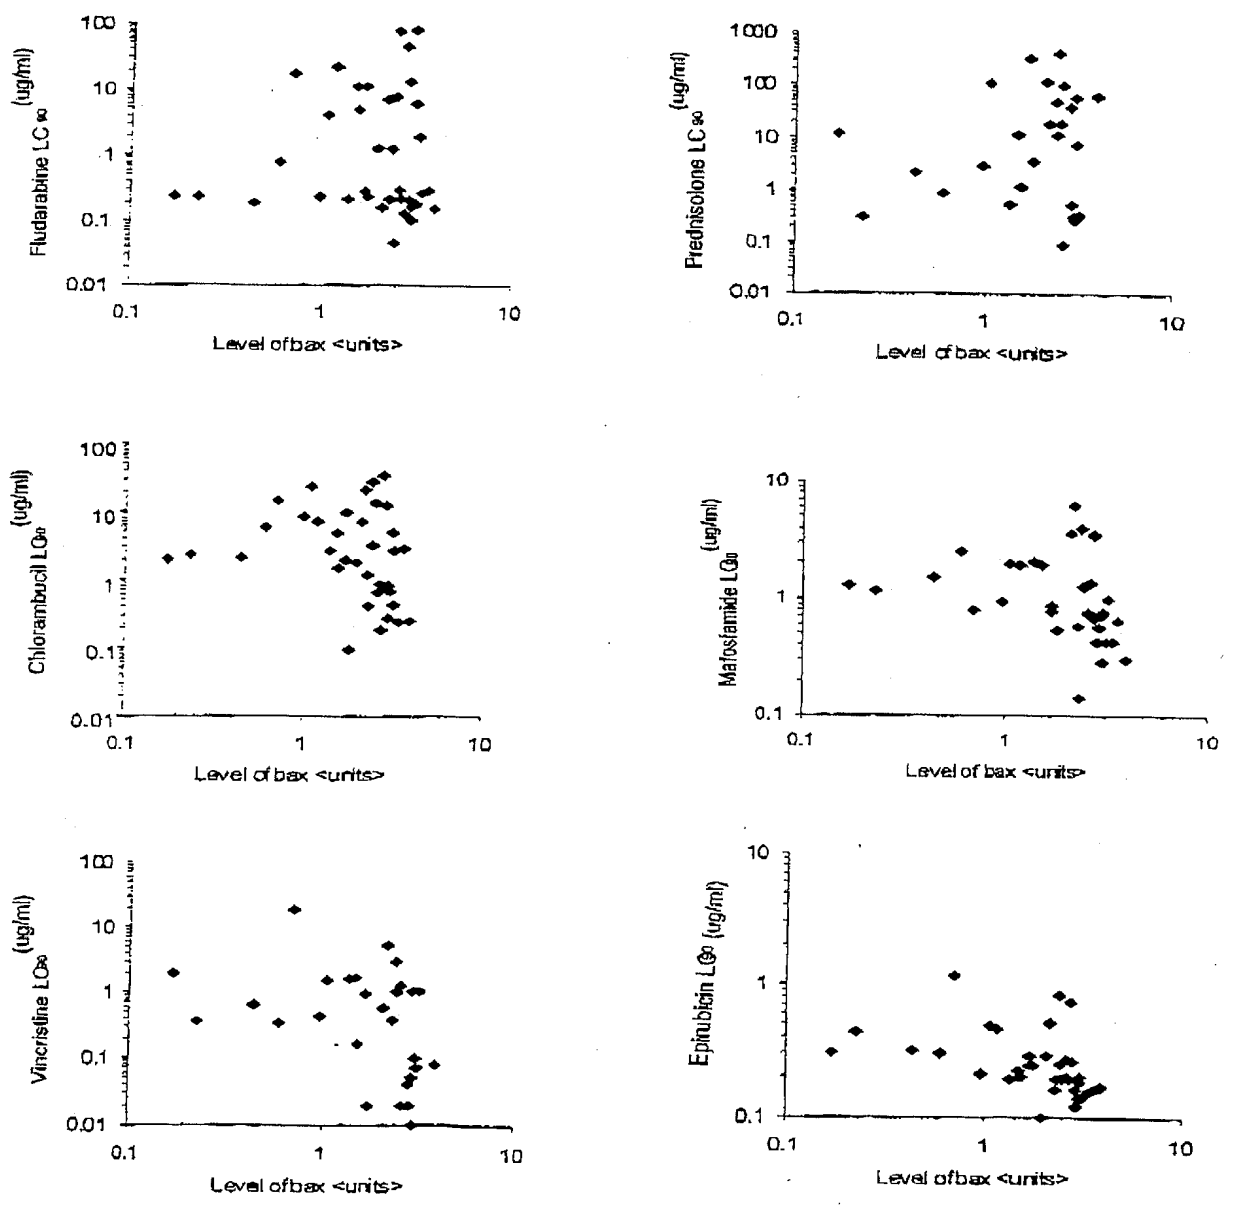 100
10
1
0.1
0.01
Fludarabine LC 90 (ug/ml)
0.1 1 10
Level of bax <units>
1000
100
10
1
0.1
0.01
Prednisolone LC 90 (ug/ml)
0.1 1 10
Level of bax <units>
100
10
1
0.1
0.01
Chlorambucil LC90 (ug/ml)
0.1 1 10
Level of bax <units>
10
1
0.1
Mafosfamide LC90 (ug/ml)
0.1 1 10
Level of bax <units>
100
10
1
0.1
0.01
Vincristine LC90 (ug/ml)
0.1 1 10
Level of bax <units>
10
1
0.1
Epirubicin LC90 (ug/ml)
0.1 1 10
Level of bax <units>